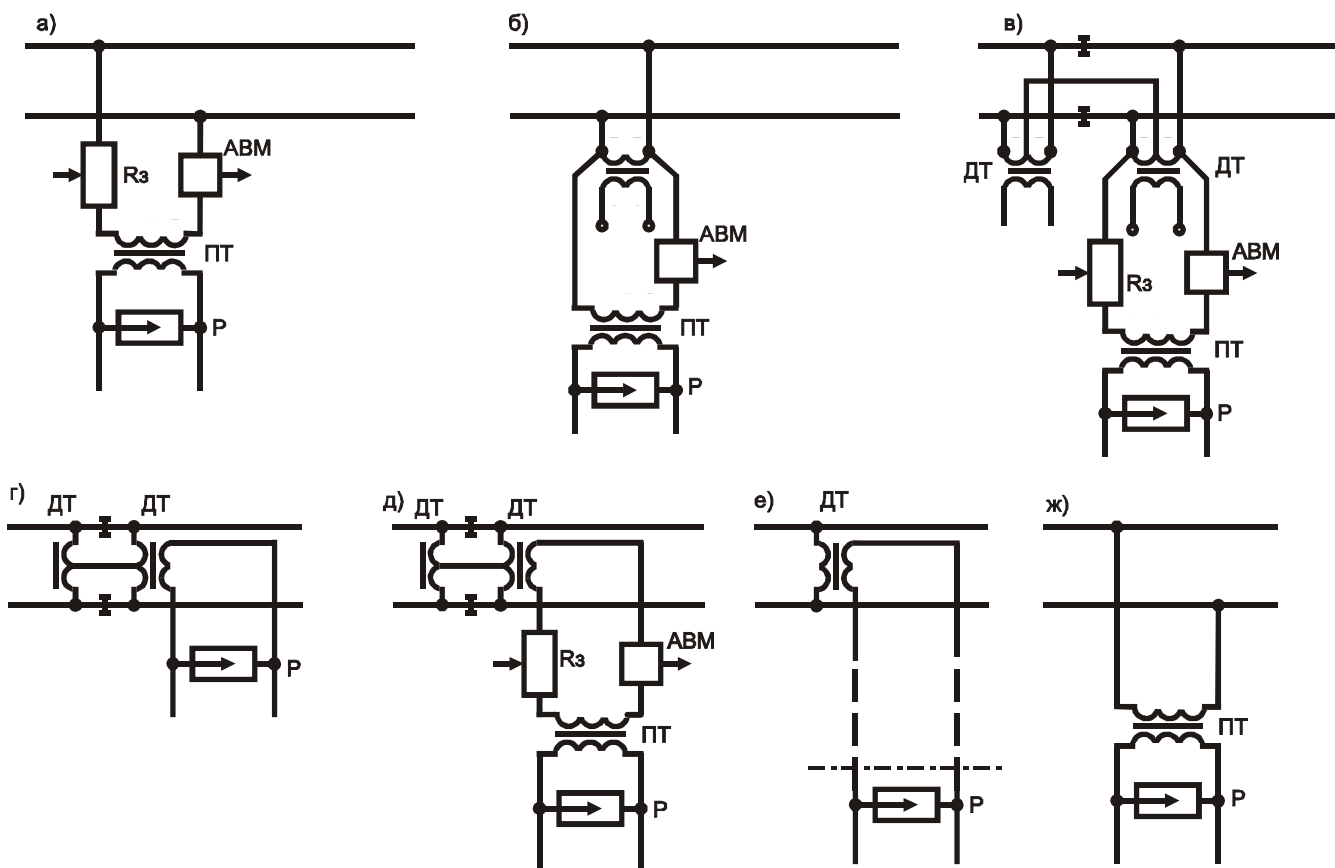 а)
б)
в)
АВМ
Rз
ПТ
Р
АВМ
ПТ
Р
ДТ
ДТ
АВМ
Rз
ПТ
Р
г)
ДТ
ДТ
Р
д)
ДТ
ДТ
Rз
АВМ
ПТ
Р
е)
ДТ
Р
ж)
ПТ
Р